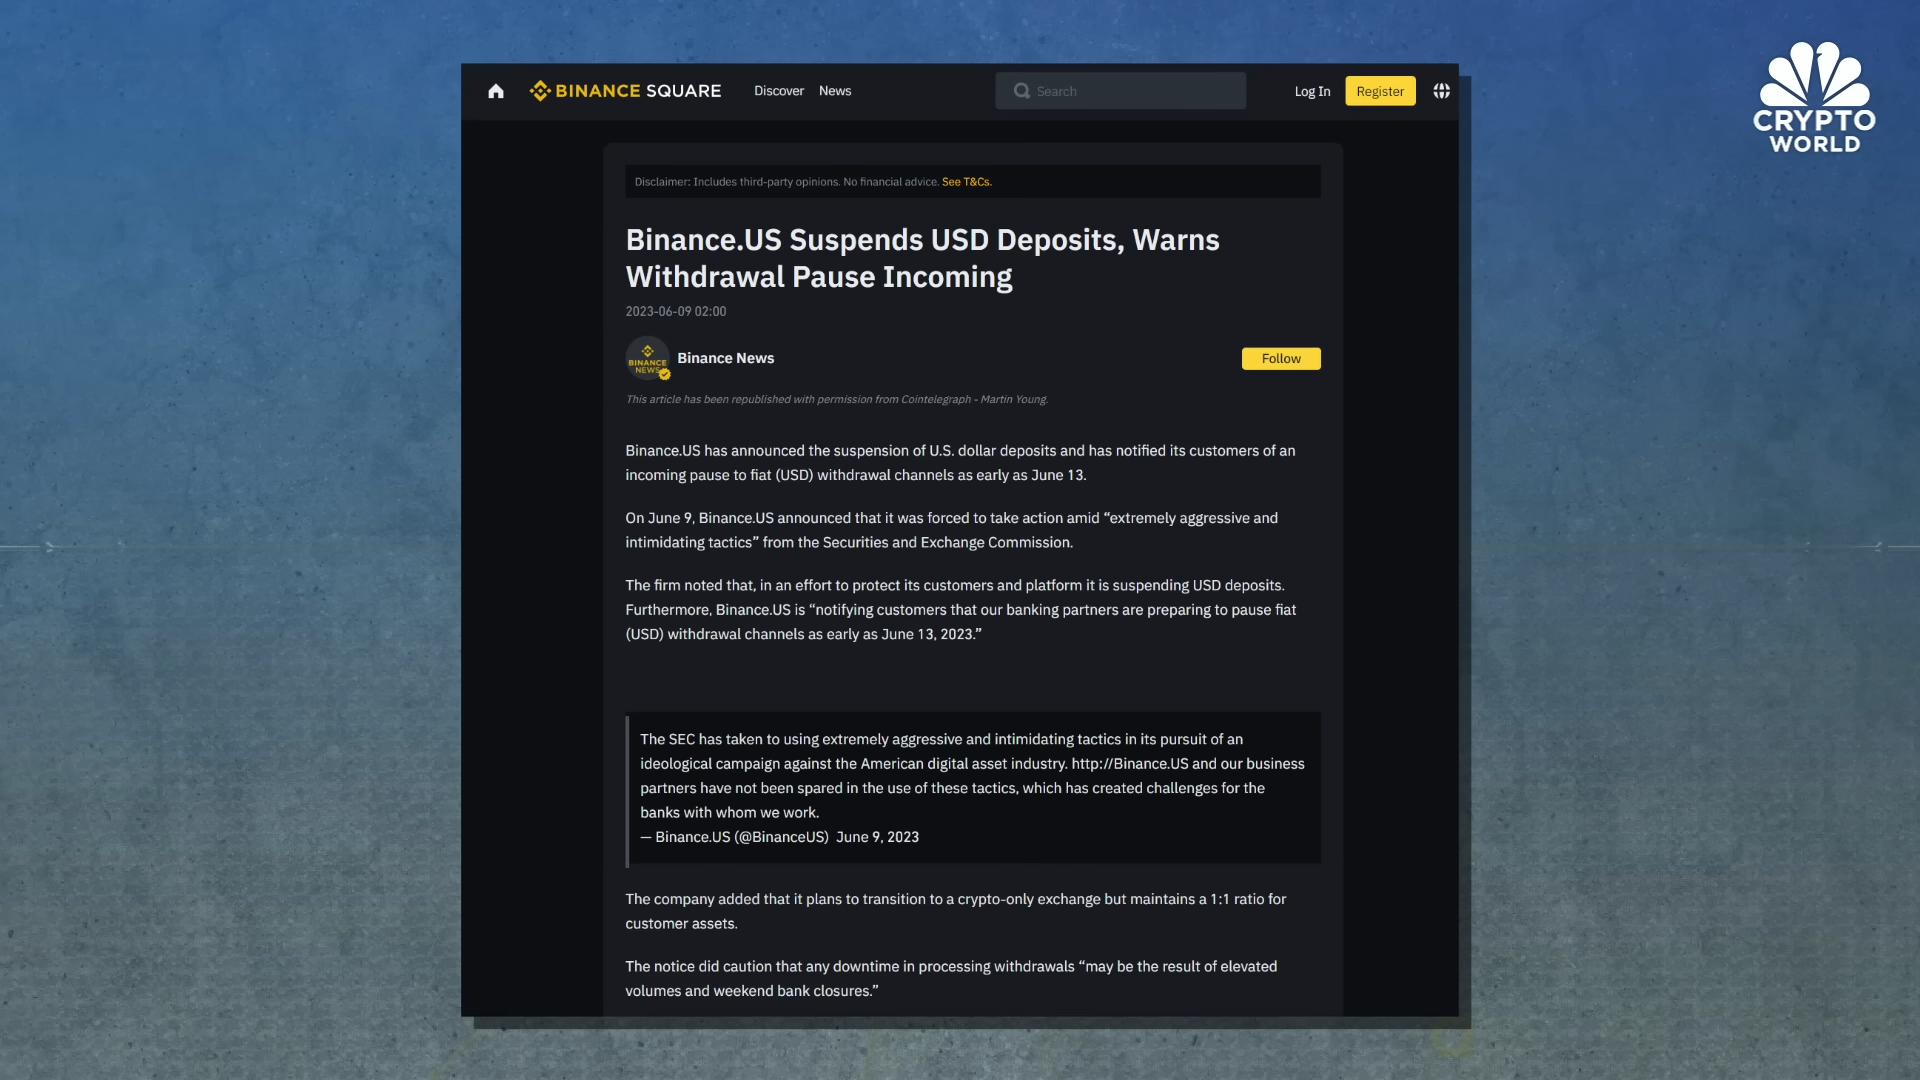 BINANCE SQUARE Discover News Search Log In Register
CRYPTO
WORLD
Disclaimer: Includes third-party opinions. No financial advice. See T&Cs.
Binance.US Suspends USD Deposits, Warns
Withdrawal Pause Incoming
2023-06-09 02:00
BINANCE
NEWS
Binance News
Follow
This article has been republished with permission from Cointelegraph - Martin Young.
Binance.US has announced the suspension of U.S. dollar deposits and has notified its customers of an
incoming pause to fiat (USD) withdrawal channels as early as June 13.
On June 9, Binance.US announced that it was forced to take action amid “extremely aggressive and
intimidating tactics” from the Securities and Exchange Commission.
The firm noted that, in an effort to protect its customers and platform it is suspending USD deposits.
Furthermore, Binance.US is “notifying customers that our banking partners are preparing to pause fiat
(USD) withdrawal channels as early as June 13, 2023.”
The SEC has taken to using extremely aggressive and intimidating tactics in its pursuit of an
ideological campaign against the American digital asset industry. http://Binance.US and our business
partners have not been spared in the use of these tactics, which has created challenges for the
banks with whom we work.
— Binance.US (@BinanceUS) June 9, 2023
The company added that it plans to transition to a crypto-only exchange but maintains a 1:1 ratio for
customer assets.
The notice did caution that any downtime in processing withdrawals “may be the result of elevated
volumes and weekend bank closures.”